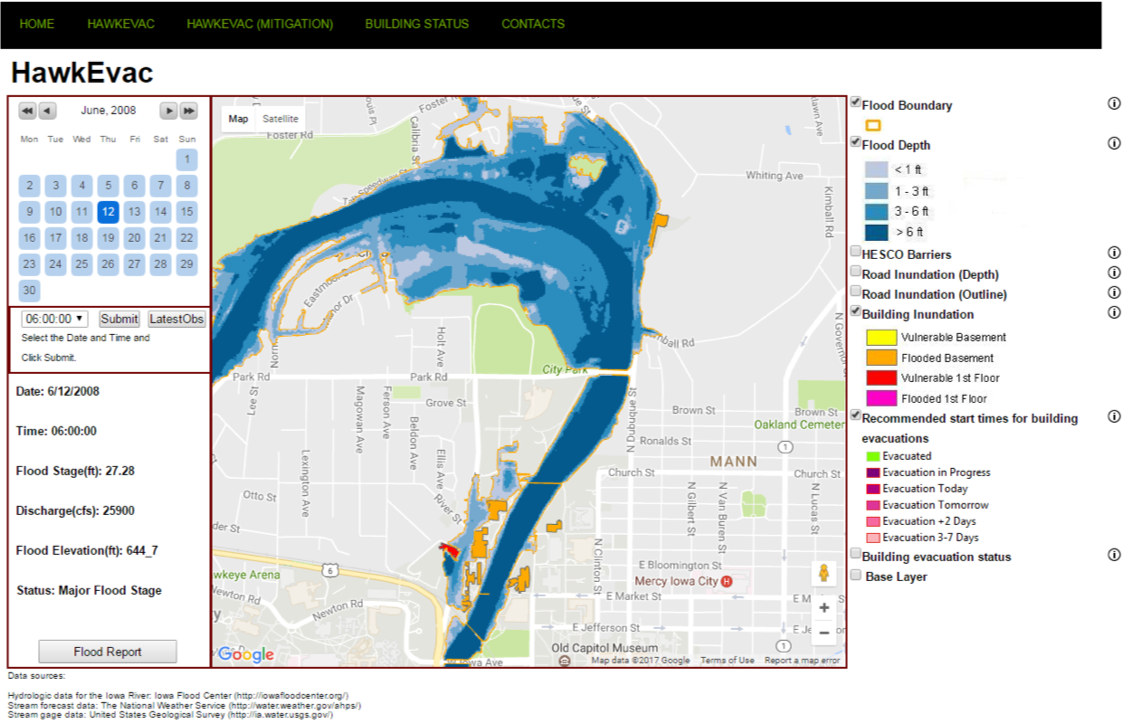 HOME HAWKEVAC HAWKEVAC (MITIGATION) BUILDING STATUS CONTACTS
HawkEvac
June, 2008
Mon Tue Wed Thu Fri Sat Sun
1
2 3 4 5 6 7 8
9 10 11 12 13 14 15
16 17 18 19 20 21 22
23 24 25 26 27 28 29
30
06:00:00 Submit LatestObs
Select the Date and Time and
Click Submit.
Date: 6/12/2008
Time: 06:00:00
Flood Stage(ft): 27.28
Discharge(cfs): 25900
Flood Elevation(ft): 644_7
Status: Major Flood Stage
Flood Report
Map Satellite
Foster
Foster Rd
Calibria St
Whiting Ave
Kimball Rd
Eastmoor
Holt Ave
mball Rd
N Governor
City Park
Park Rd
Park Rd
Lee St
Magowan Ave
Ferson Ave
Grove St
Beldon Ave
Ellis Ave
River St
Lexington Ave
Otto St
der St
N Dubuque St
Brown St
Brown St
Oakland Cemeter
Ronalds St
1
MANN
Church St
Church St
N Gilbert St
N Van Buren St
N Lucas St
N Clinton St
6
wkeye Arena
Newton Rd
Newton Rd
E Bloomington St
Mercy Iowa City H
E Market St
E M
E Jefferson St
E Je
Old Capitol Museum
1
Iowa Ave
Google
Map data ©2017 Google Terms of Use Report a map error
Flood Boundary
Flood Depth
< 1 ft
1 - 3 ft
3 - 6 ft
> 6 ft
HESCO Barriers
Road Inundation (Depth)
Road Inundation (Outline)
Building Inundation
Vulnerable Basement
Flooded Basement
Vulnerable 1st Floor
Flooded 1st Floor
Recommended start times for building
evacuations
Evacuated
Evacuation in Progress
Evacuation Today
Evacuation Tomorrow
Evacuation +2 Days
Evacuation 3-7 Days
Building evacuation status
Base Layer
Data sources:
Hydrologic data for the Iowa River: Iowa Flood Center (http://iowafloodcenter.org/)
Stream forecast data: The National Weather Service (http://water.weather.gov/ahps/)
Stream gage data: United States Geological Survey (http://ia.water.usgs.gov/)